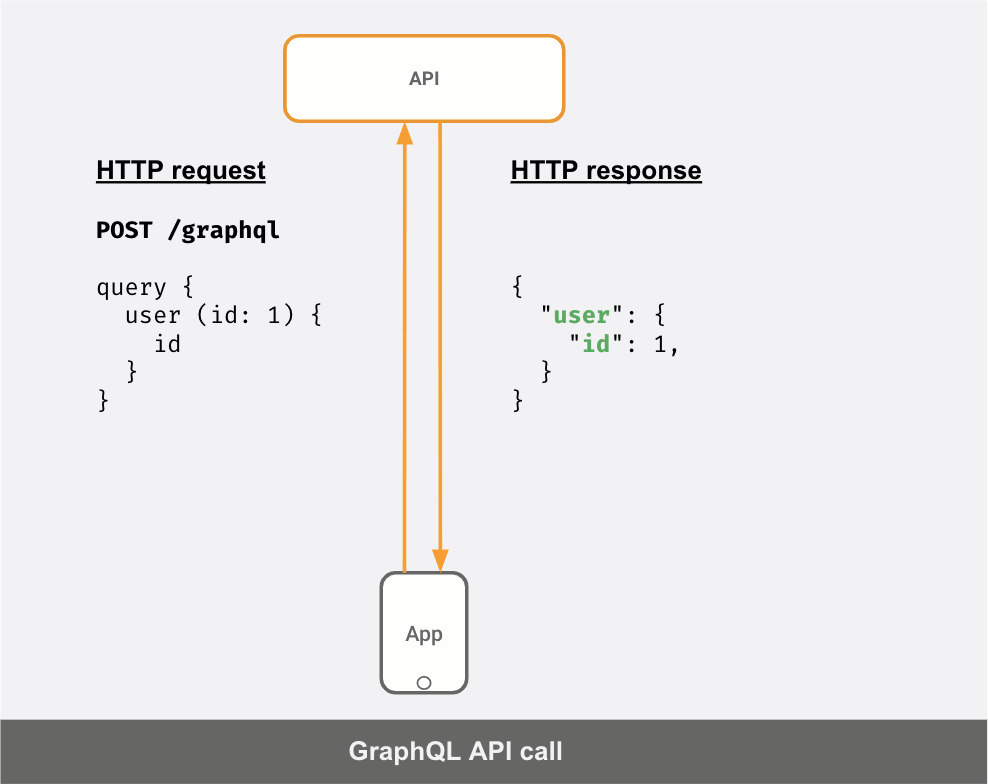 API
HTTP request
POST /graphql
query {
  user (id: 1) {
    id
  }
}
HTTP response
{
  "user": {
    "id": 1,
  }
}
App
GraphQL API call